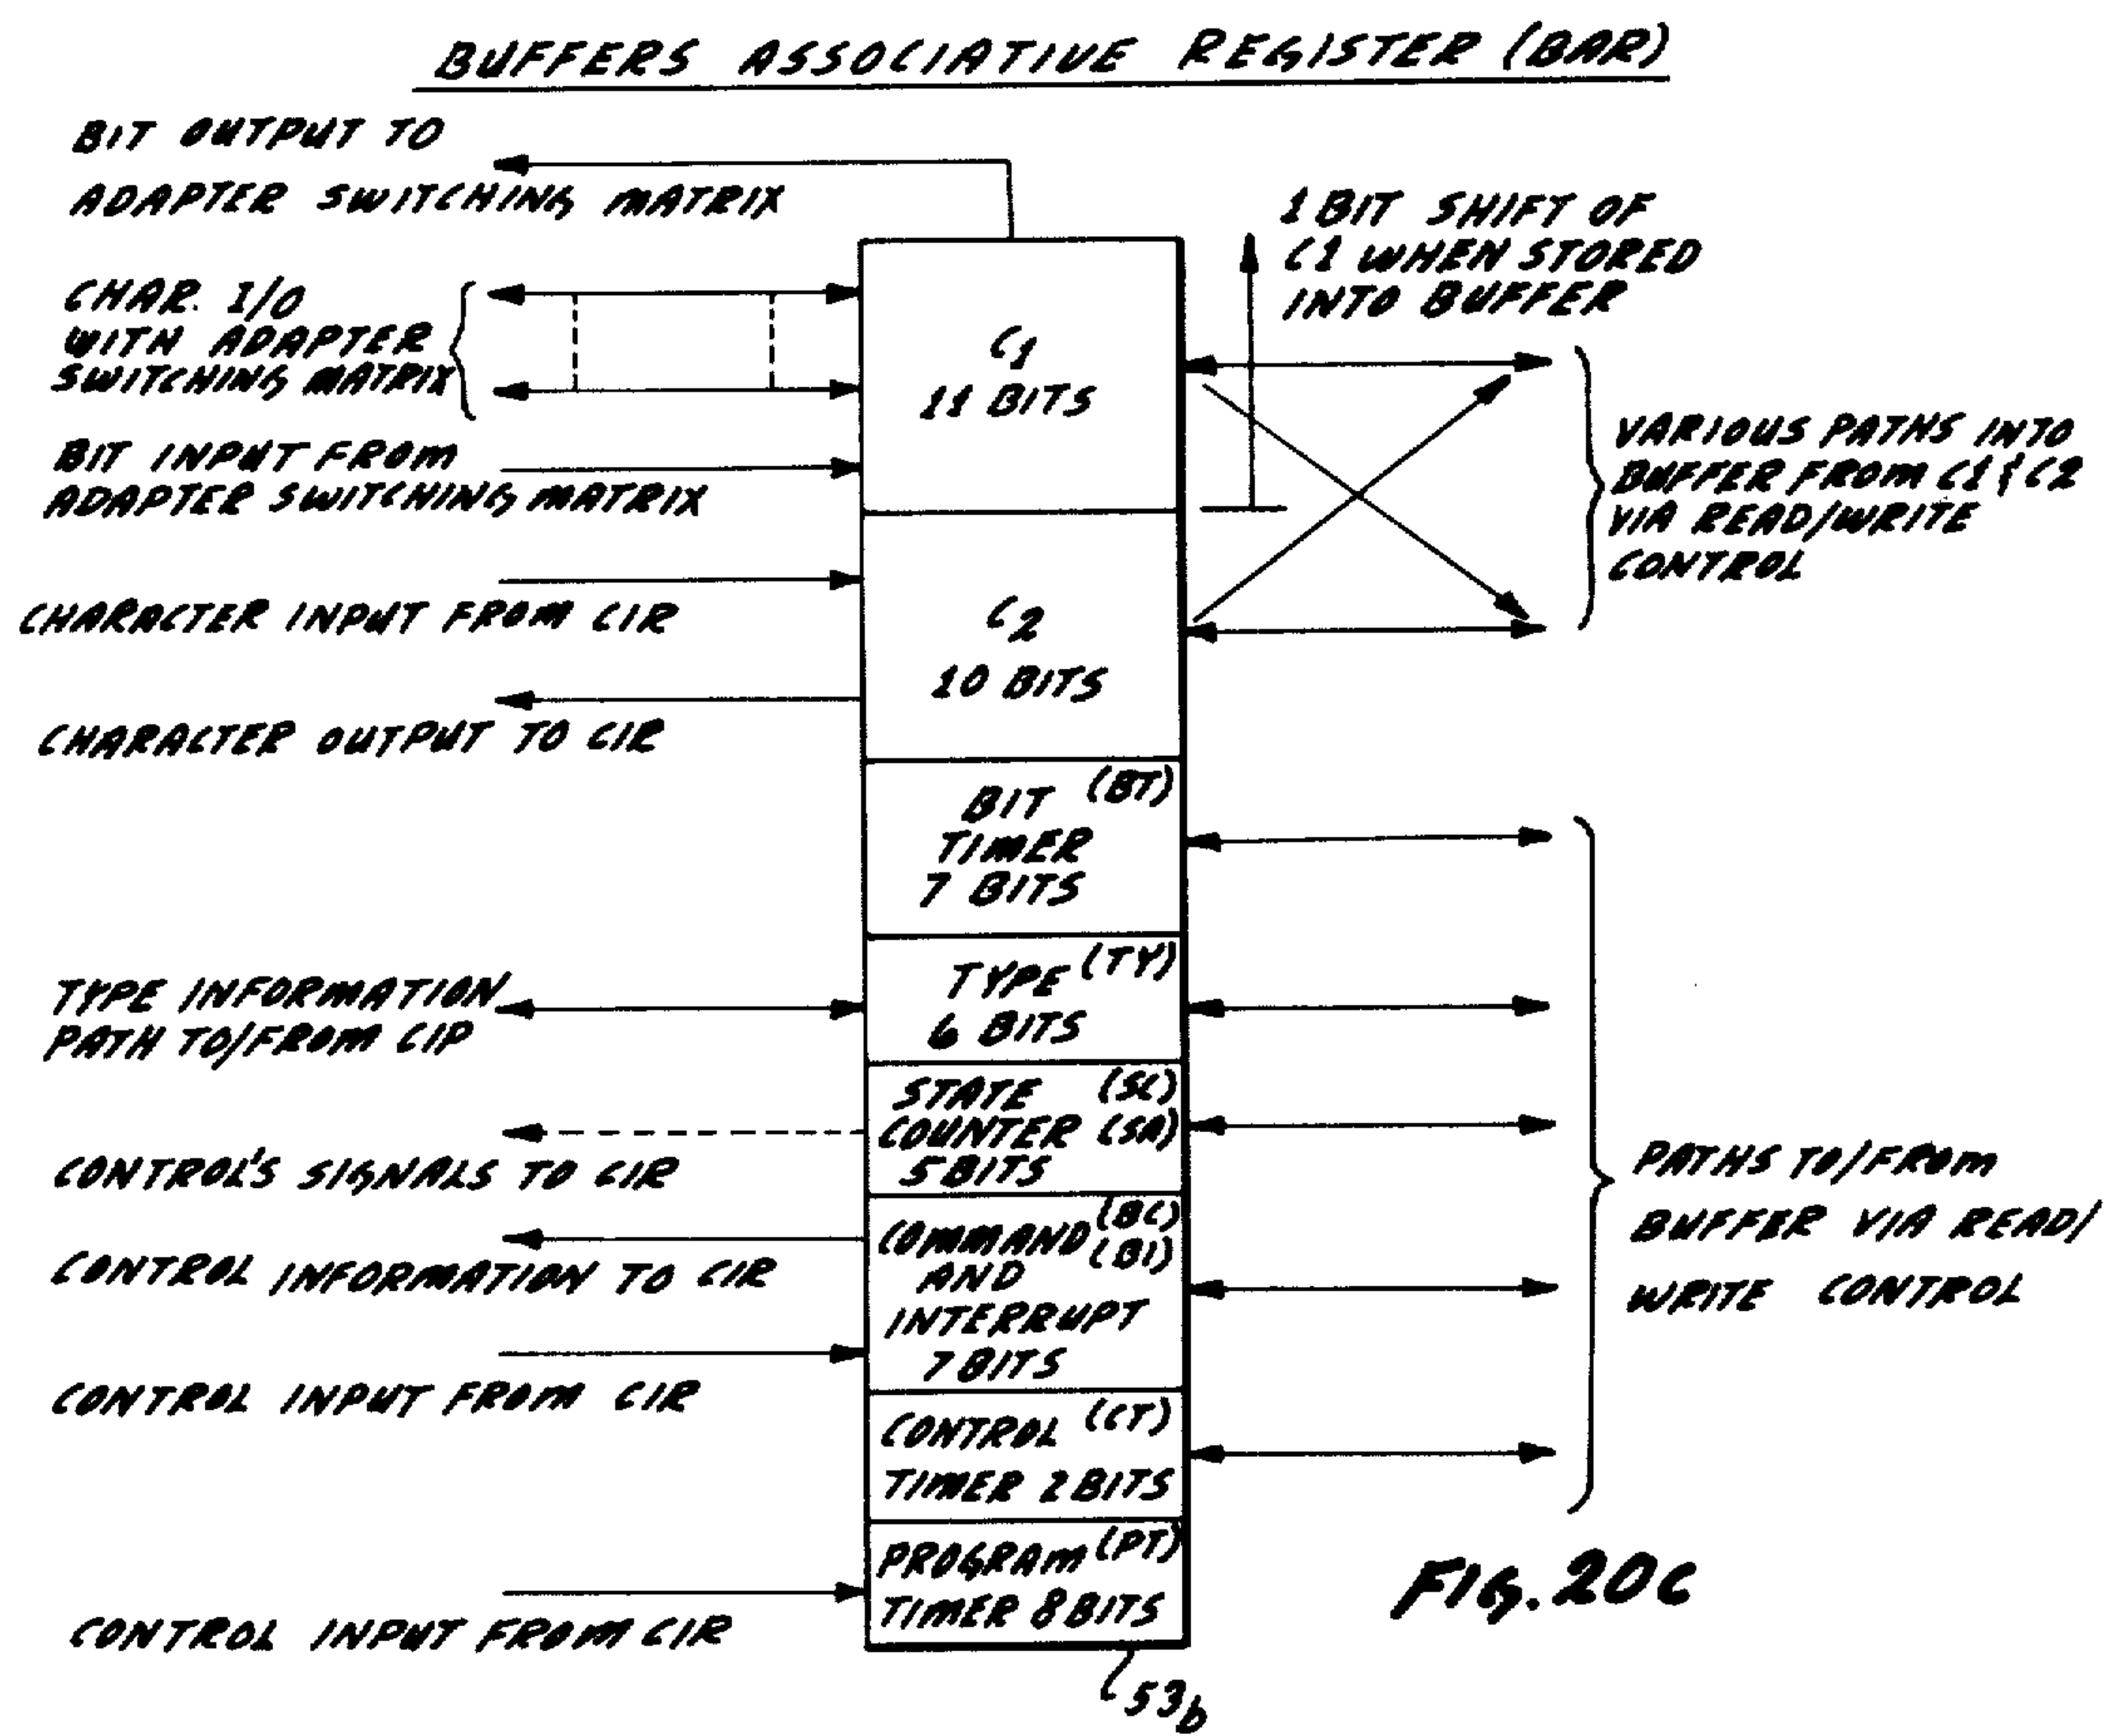 BUFFERS ASSOCIATIVE REGISTER (BAR)
BIT OUTPUT TO
ADAPTER SWITCHING MATRIX
CHAR. I/O
WITH ADAPTER
SWITCHING MATRIX
BIT INPUT FROM
ADAPTER SWITCHING MATRIX
CHARACTER INPUT FROM CIR
CHARACTER OUTPUT TO CIR
TYPE INFORMATION
PATH TO/FROM CIP
CONTROL'S SIGNALS TO CIR
CONTROL INFORMATION TO CIR
CONTROL INPUT FROM CIR
CONTROL INPUT FROM CIR
C1
11 BITS
C2
10 BITS
BIT (BT)
TIMER
7 BITS
TYPE (TY)
6 BITS
STATE (SC)
COUNTER (SA)
5 BITS
COMMAND (BC)
(BI)
AND
INTERRUPT
7 BITS
CONTROL (CT)
TIMER 2 BITS
PROGRAM (PT)
TIMER 8 BITS
53b
1 BIT SHIFT OF
C1 WHEN STORED
INTO BUFFER
VARIOUS PATHS INTO
BUFFER FROM C1 & C2
VIA READ/WRITE
CONTROL
PATHS TO/FROM
BUFFER VIA READ/
WRITE CONTROL
FIG. 20C